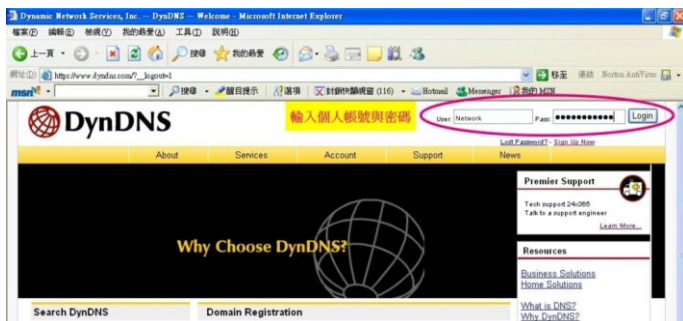 Dynamic Network Services, Inc. -- DynDNS -- Welcome - Microsoft Internet Explorer
檔案(F) 編輯(E) 檢視(V) 我的最愛(A) 工具(T) 說明(H)
上一頁 搜尋 我的最愛
網址(D) https://www.dyndns.com/?_logout=1 移至 連結 Norton AntiVirus
msn 搜尋 醒目提示 選項 封鎖快顯視窗 (116) Hotmail Messenger 我的 MSN
DynDNS 輸入個人帳號與密碼 User: Network Pass: Login
Lost Password? - Sign Up Now
About Services Account Support News
Premier Support
Tech support 24x365
Talk to a support engineer
Learn More...
Why Choose DynDNS?
Resources
Business Solutions
Home Solutions
What is DNS?
Why DynDNS?
Search DynDNS Domain Registration